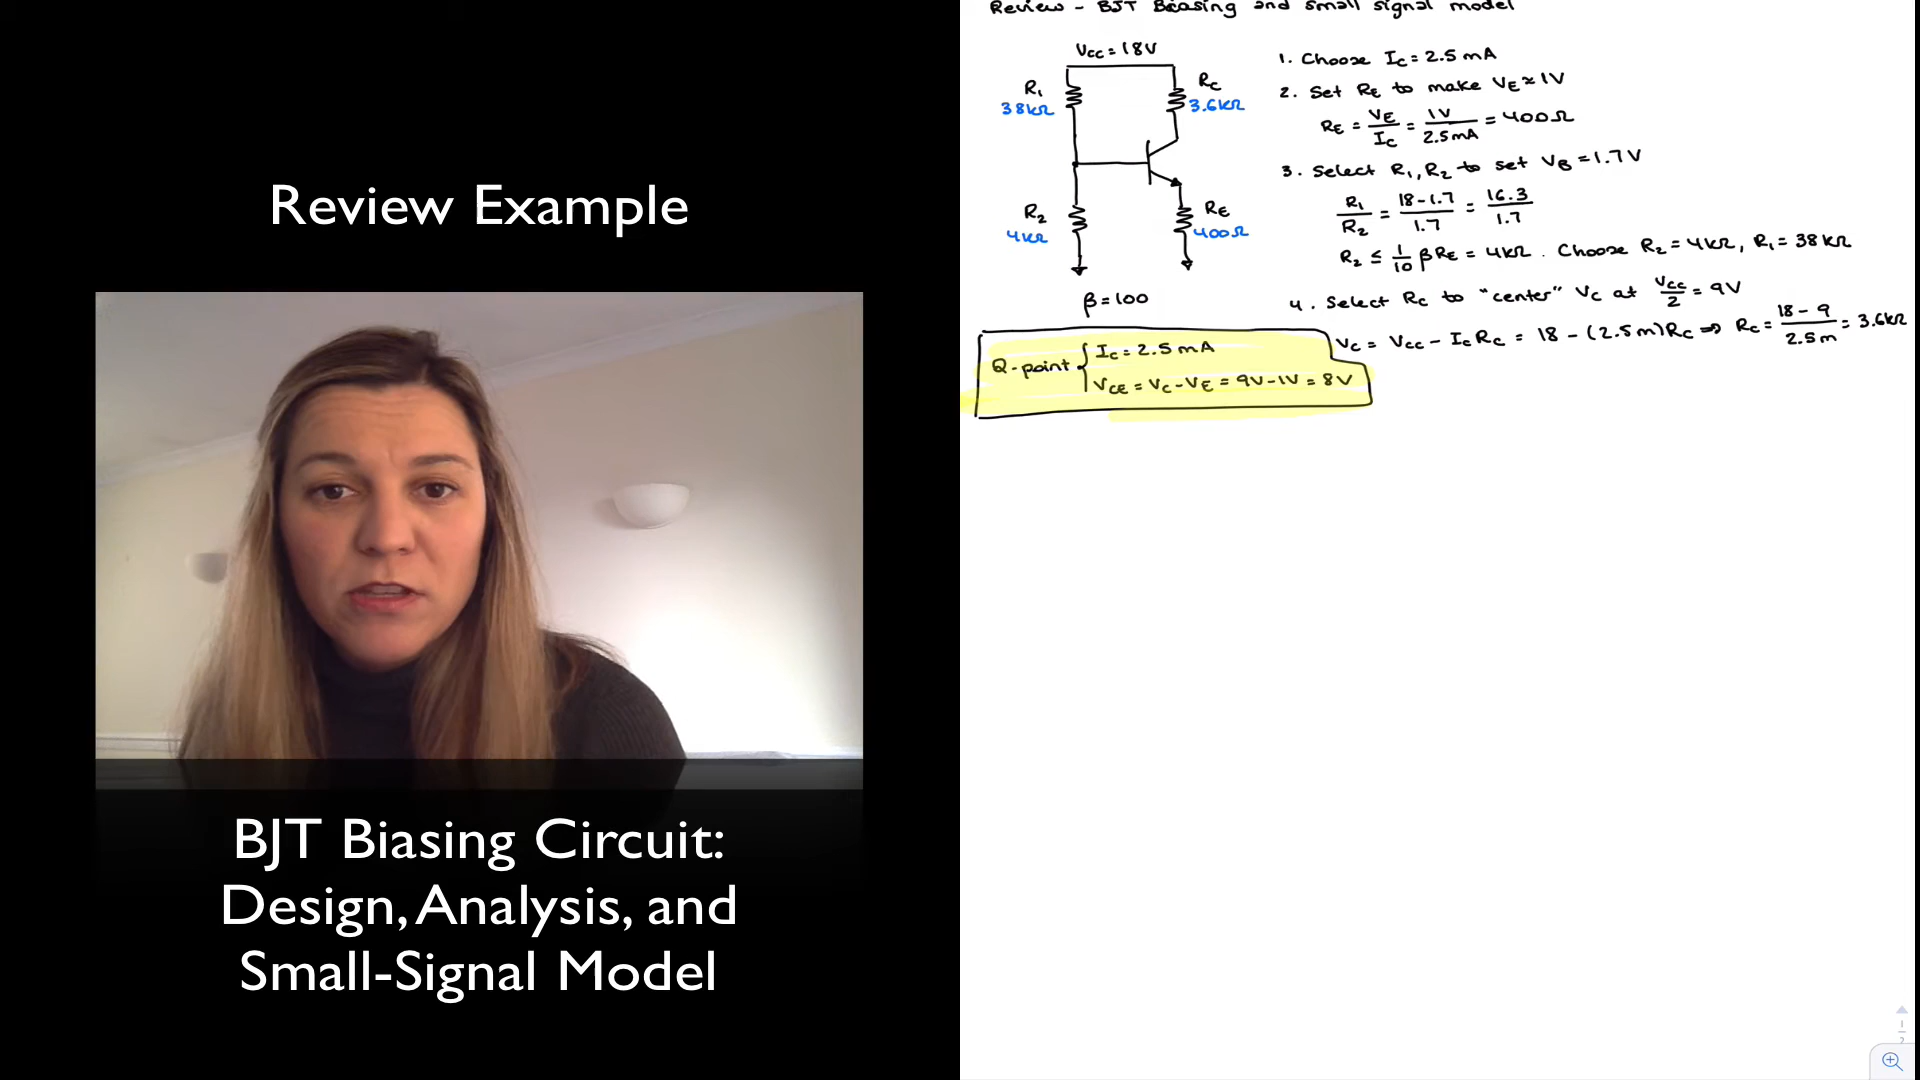 Review Example
BJT Biasing Circuit:
Design, Analysis, and
Small-Signal Model
Review - BJT Biasing and small signal model
Vcc = 18V
R₁
38kΩ
Rc
3.6kΩ
R₂
4kΩ
RE
400Ω
β = 100
Q-point { Ic = 2.5 mA
VCE = Vc - VE = 9V - 1V = 8V
1. Choose Ic = 2.5 mA
2. Set RE to make VE ≈ 1V
RE = VE/Ic = 1V/2.5mA = 400Ω
3. Select R₁, R₂ to set VB = 1.7V
R₁/R₂ = 18-1.7/1.7 = 16.3/1.7
R₂ ≤ 1/10 βRE = 4kΩ. Choose R₂ = 4kΩ, R₁ = 38kΩ
4. Select Rc to "center" Vc at Vcc/2 = 9V
Vc = Vcc - IcRc = 18 - (2.5m)Rc ⇒ Rc = 18-9/2.5m = 3.6kΩ
1
2